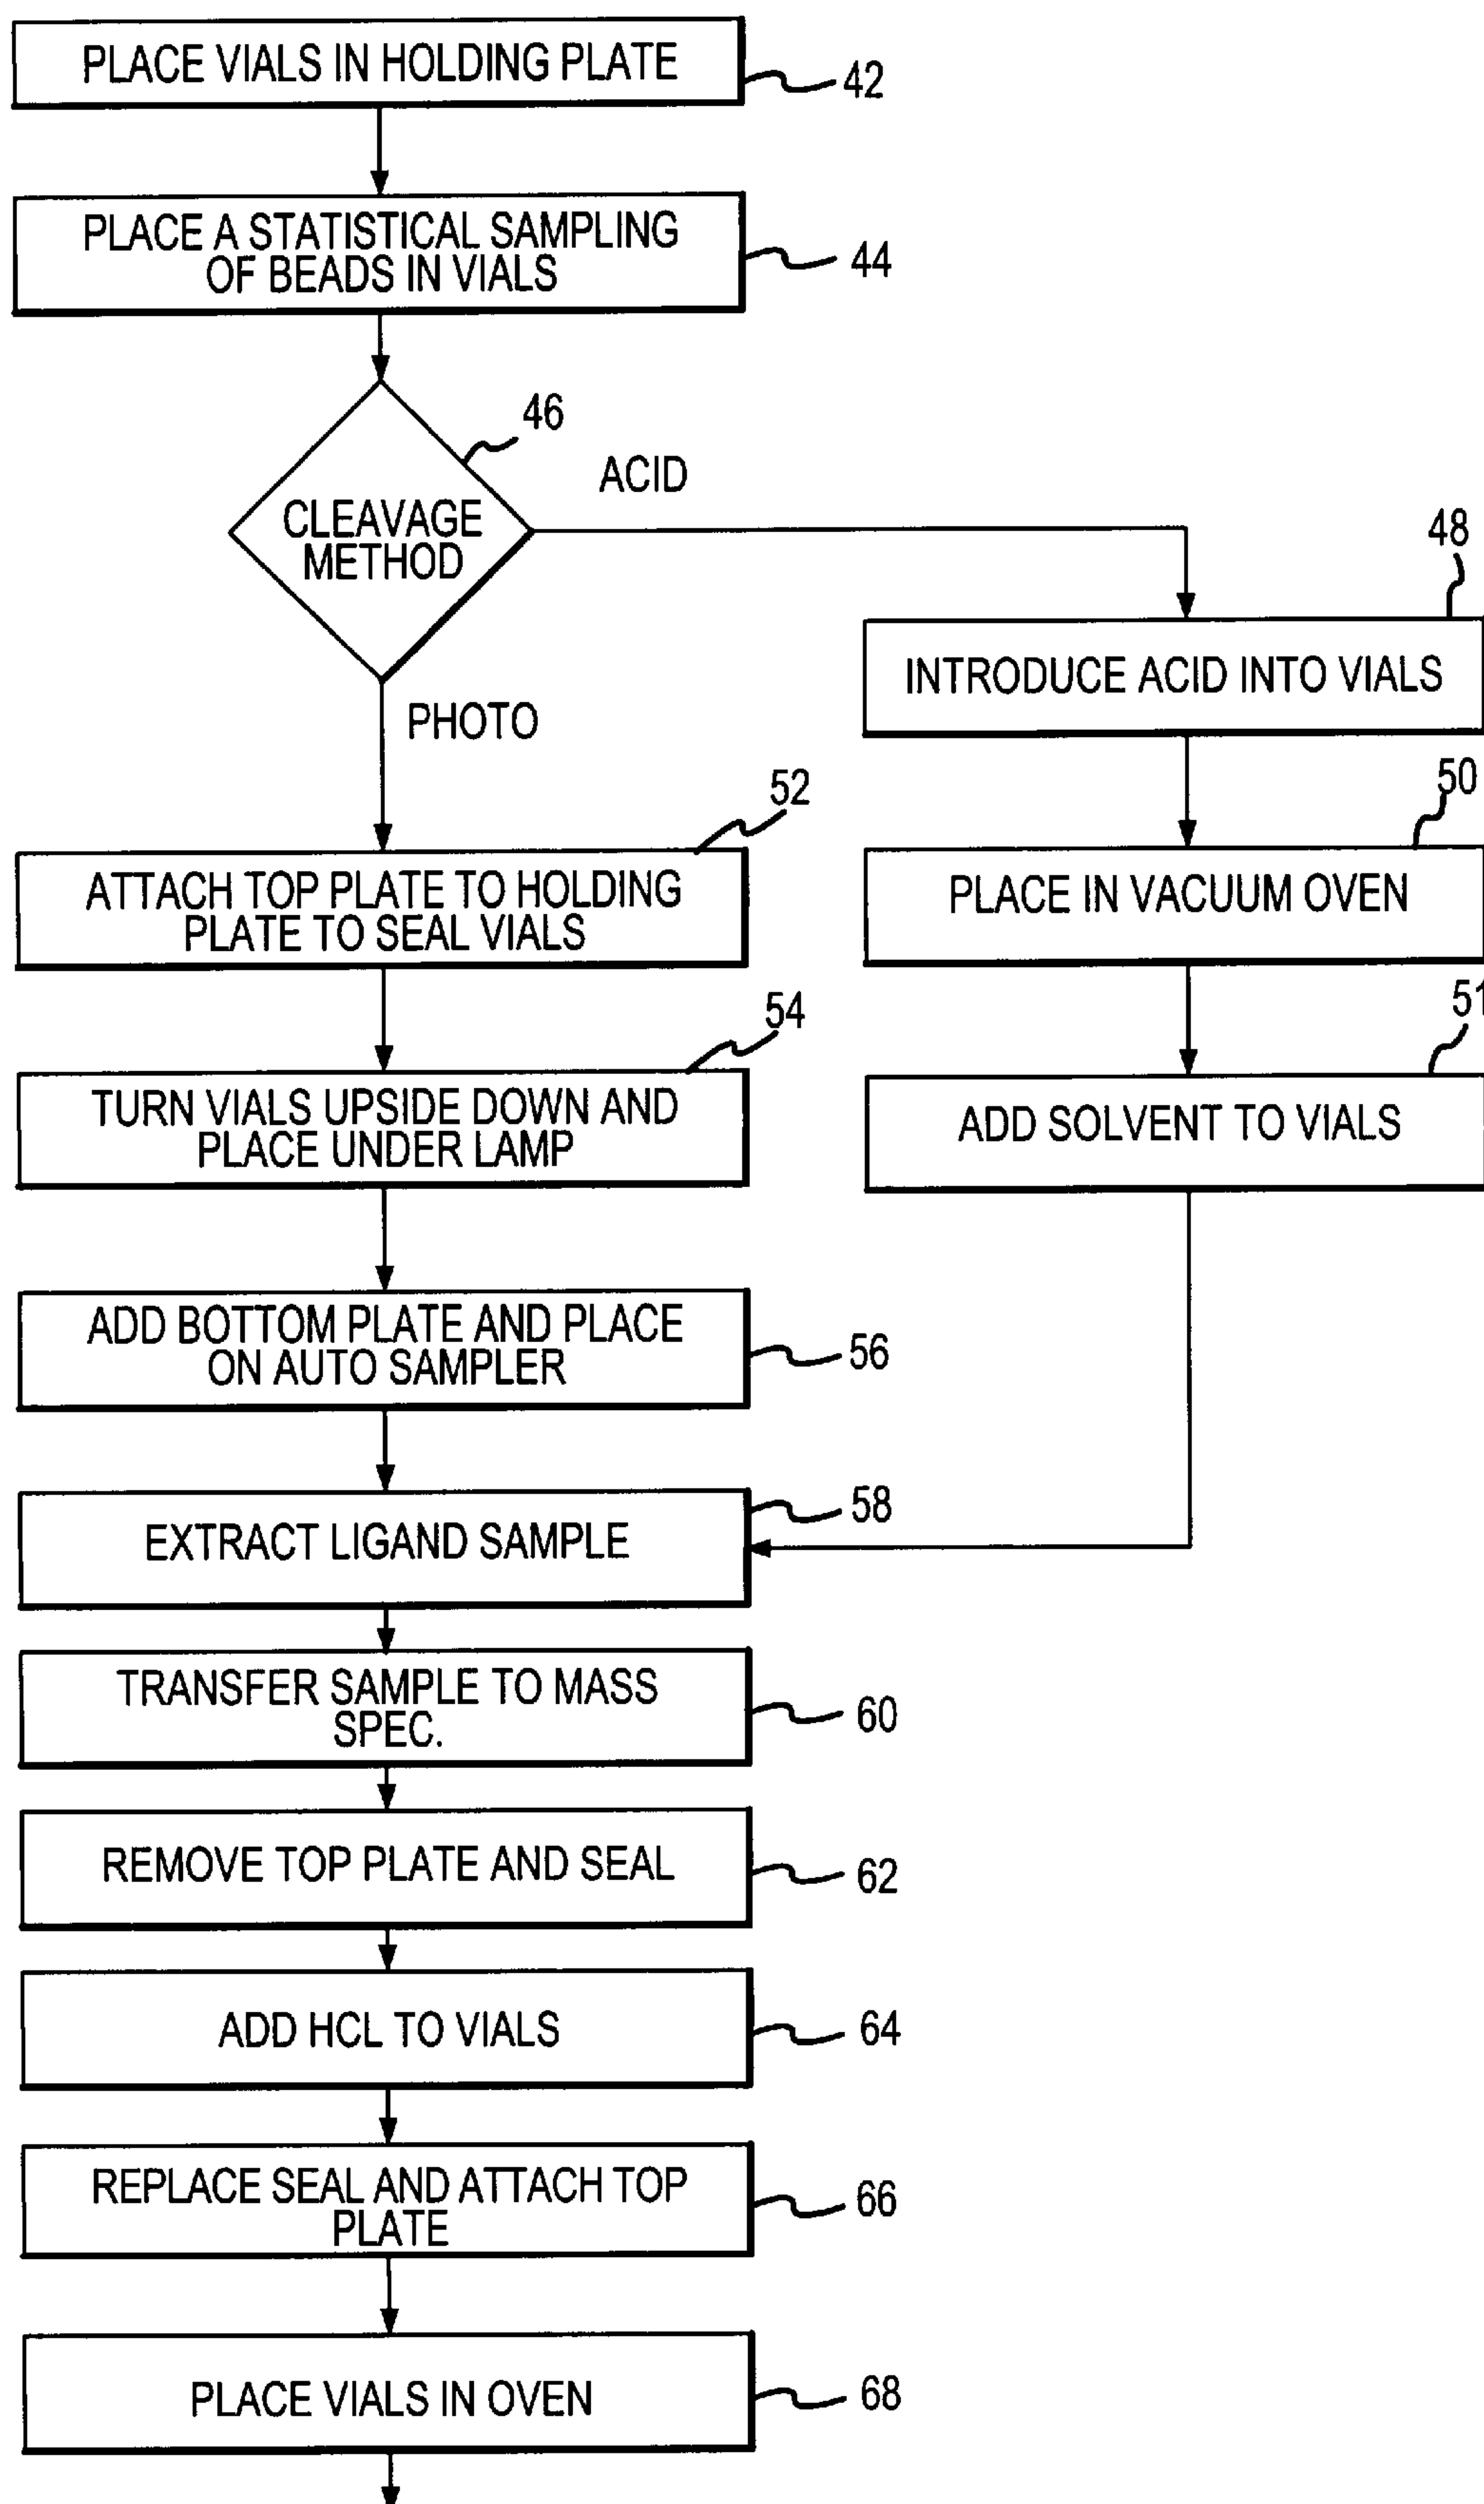 PLACE VIALS IN HOLDING PLATE
42
PLACE A STATISTICAL SAMPLING
OF BEADS IN VIALS
44
46
CLEAVAGE
METHOD
ACID
PHOTO
48
INTRODUCE ACID INTO VIALS
50
PLACE IN VACUUM OVEN
51
ADD SOLVENT TO VIALS
52
ATTACH TOP PLATE TO HOLDING
PLATE TO SEAL VIALS
54
TURN VIALS UPSIDE DOWN AND
PLACE UNDER LAMP
ADD BOTTOM PLATE AND PLACE
ON AUTO SAMPLER
56
EXTRACT LIGAND SAMPLE
58
TRANSFER SAMPLE TO MASS
SPEC.
60
REMOVE TOP PLATE AND SEAL
62
ADD HCL TO VIALS
64
REPLACE SEAL AND ATTACH TOP
PLATE
66
PLACE VIALS IN OVEN
68